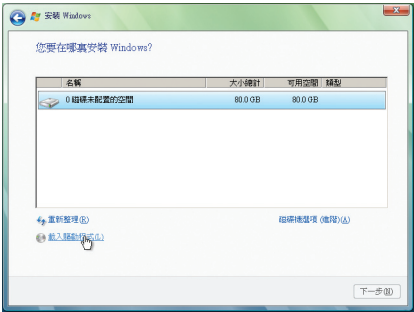 安裝 Windows
您要在哪裏安裝 Windows?
名稱 大小總計 可用空間 類型
0 磁碟未配置的空間 80.0 GB 80.0 GB
重新整理(R) 磁碟機選項 (進階)(A)
載入驅動程式(L)
下一步(N)